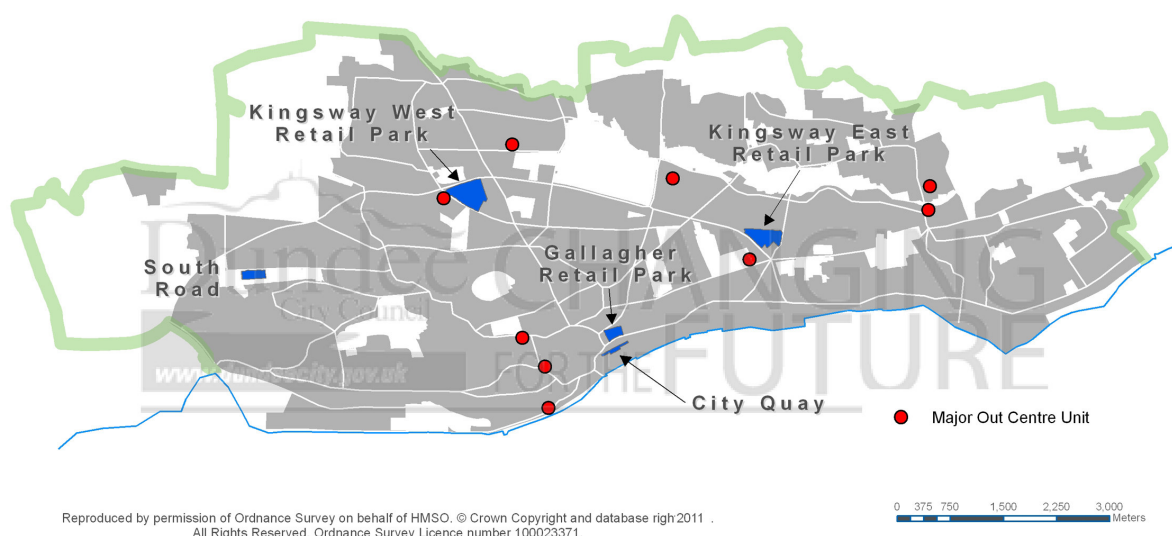 Kingsway West
Retail Park
Kingsway East
Retail Park
Gallagher
Retail Park
South
Road
City Quay
Dundee
City Council
www.dundeecity.gov.uk
CHANGING
FOR THE FUTURE
Major Out Centre Unit
0 375 750 1,500 2,250 3,000
Meters
Reproduced by permission of Ordnance Survey on behalf of HMSO. © Crown Copyright and database righ 2011 .
All Rights Reserved. Ordnance Survey Licence number 100023371